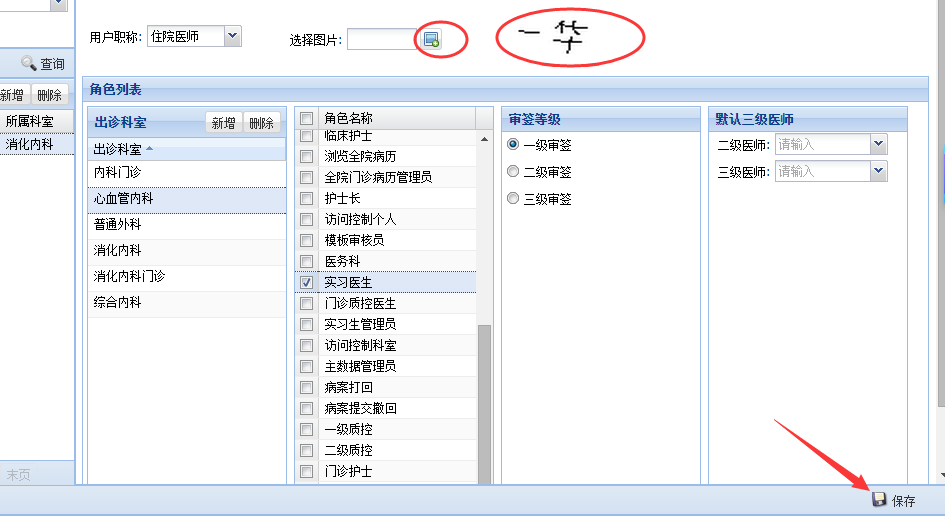 用户职称: 住院医师 选择图片:
查询
角色列表
新增 删除
出诊科室 新增 删除 角色名称 审签等级 默认三级医师
所属科室
消化内科
出诊科室
内科门诊
心血管内科
普通外科
消化内科
消化内科门诊
综合内科
临床护士
浏览全院病历
全院门诊病历管理员
护士长
访问控制个人
模板审核员
医务科
实习医生
门诊质控医生
实习生管理员
访问控制科室
主数据管理员
病案打回
病案提交撤回
一级质控
二级质控
门诊护士
一级审签
二级审签
三级审签
二级医师: 请输入
三级医师: 请输入
末页
保存